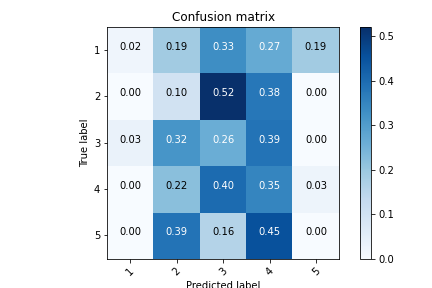 Confusion matrix
1 0.02 0.19 0.33 0.27 0.19
2 0.00 0.10 0.52 0.38 0.00
3 0.03 0.32 0.26 0.39 0.00
4 0.00 0.22 0.40 0.35 0.03
5 0.00 0.39 0.16 0.45 0.00
True label
1 2 3 4 5
Predicted label
0.5
0.4
0.3
0.2
0.1
0.0